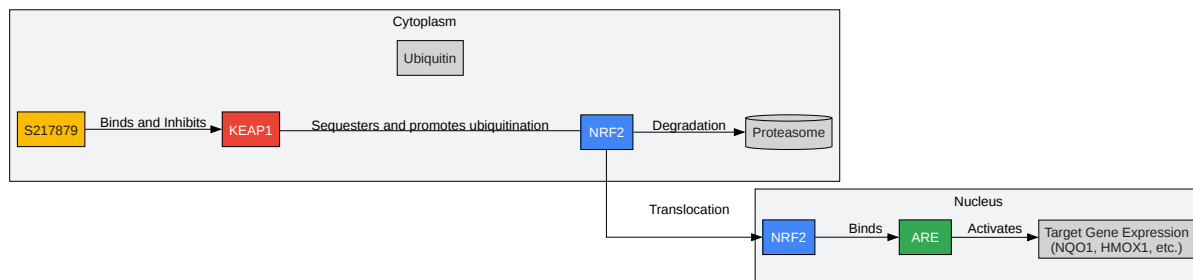 Cytoplasm
Ubiquitin
S217879
Binds and Inhibits
KEAP1
Sequesters and promotes ubiquitination
NRF2
Degradation
Proteasome
Translocation
Nucleus
NRF2
Binds
ARE
Activates
Target Gene Expression
(NQO1, HMOX1, etc.)